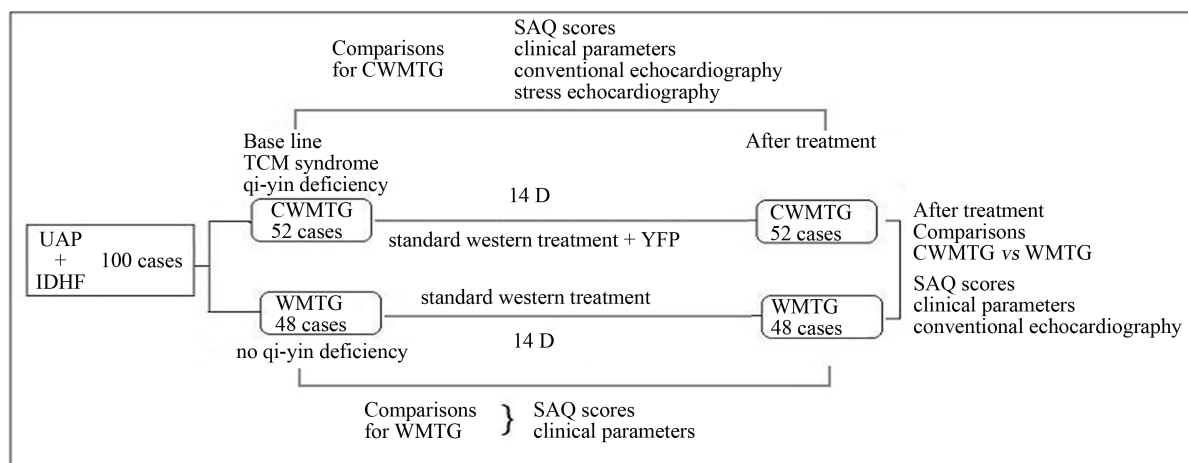 Comparisons
for CWMTG
SAQ scores
clinical parameters
conventional echocardiography
stress echocardiography
Base line
TCM syndrome
qi-yin deficiency
After treatment
UAP
+
IDHF
100 cases
CWMTG
52 cases
14 D
standard western treatment + YFP
CWMTG
52 cases
WMTG
48 cases
no qi-yin deficiency
standard western treatment
14 D
WMTG
48 cases
After treatment
Comparisons
CWMTG vs WMTG
SAQ scores
clinical parameters
conventional echocardiography
Comparisons
for WMTG
}
SAQ scores
clinical parameters